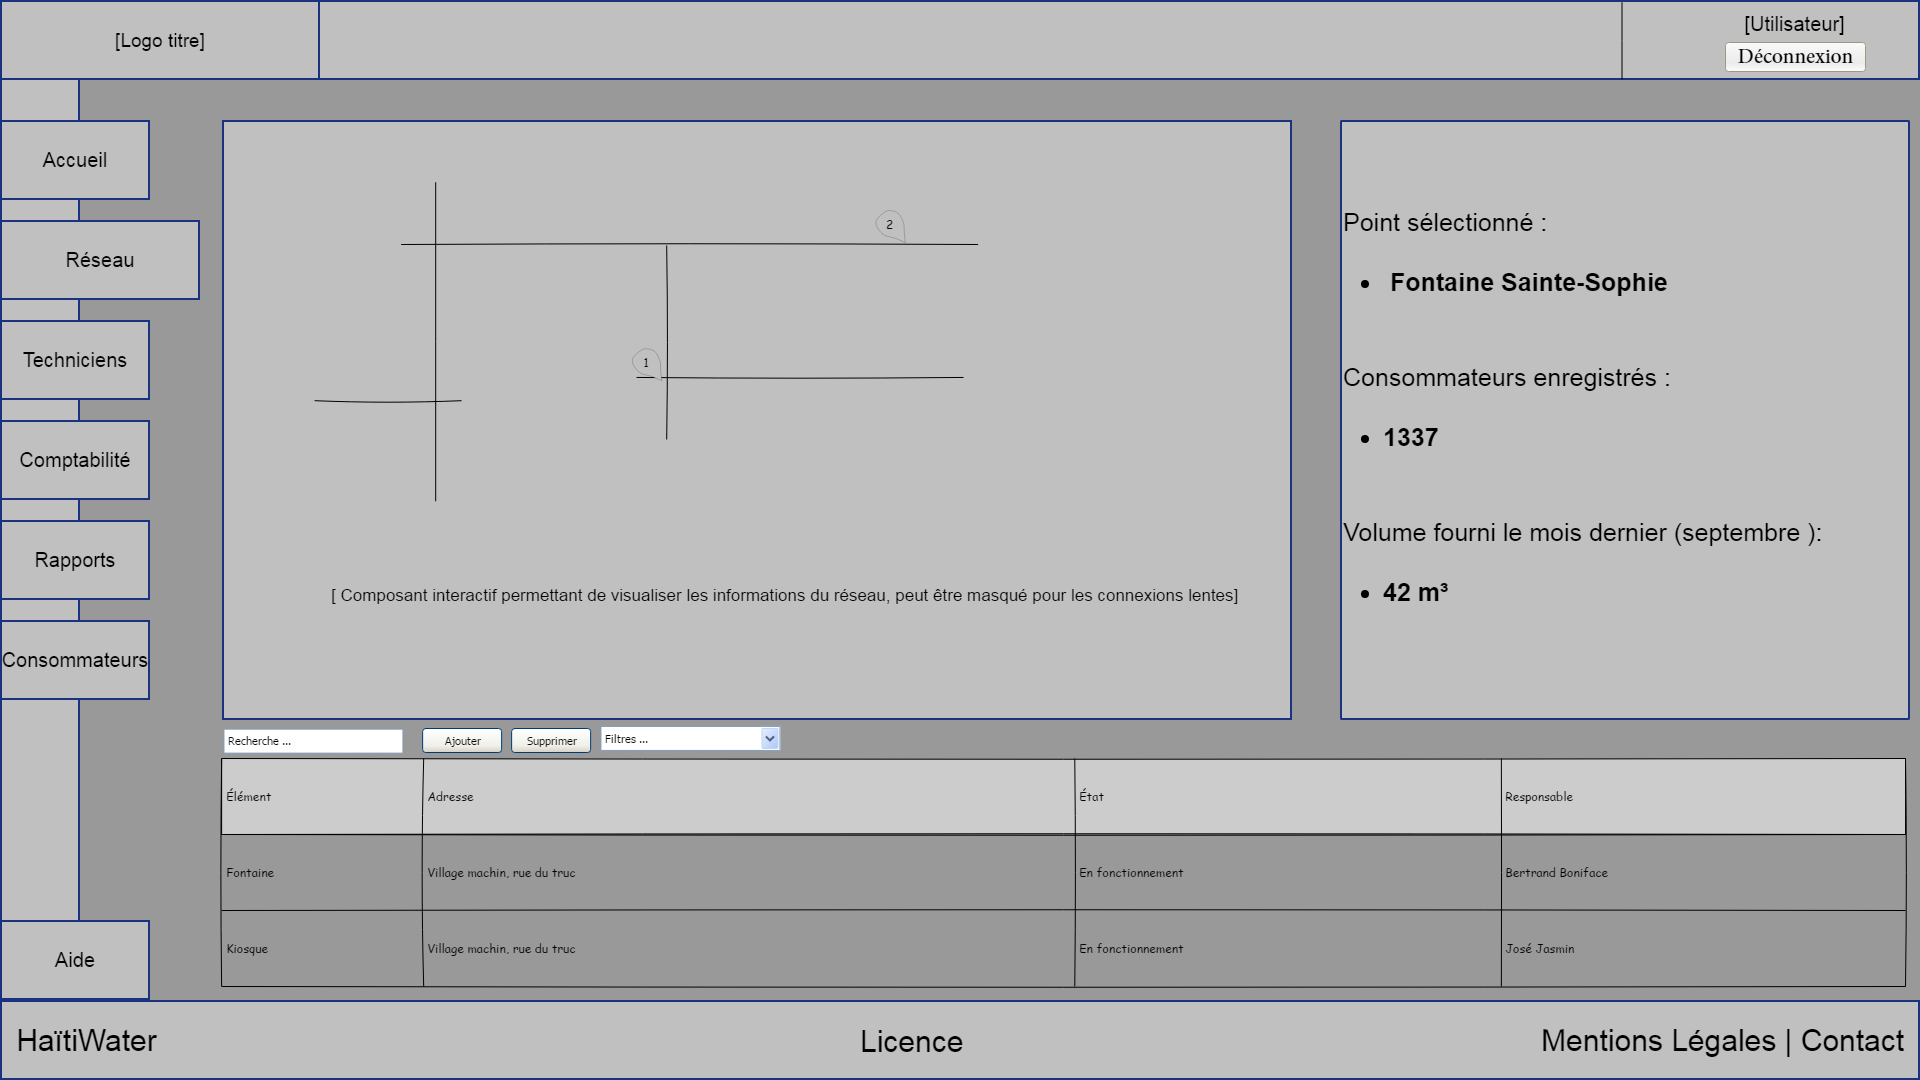 [Logo titre]
[Utilisateur]
Déconnexion
Accueil
Réseau
Techniciens
Comptabilité
Rapports
Consommateurs
Aide
2
1
[ Composant interactif permettant de visualiser les informations du réseau, peut être masqué pour les connexions lentes]
Point sélectionné :
• Fontaine Sainte-Sophie
Consommateurs enregistrés :
• 1337
Volume fourni le mois dernier (septembre ):
• 42 m³
Recherche ... Ajouter Supprimer Filtres ...
Élément Adresse État Responsable
Fontaine Village machin, rue du truc En fonctionnement Bertrand Boniface
Kiosque Village machin, rue du truc En fonctionnement José Jasmin
HaïtiWater Licence Mentions Légales | Contact